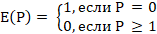 E(P) = {1, если P = 0
0, если P ≥ 1